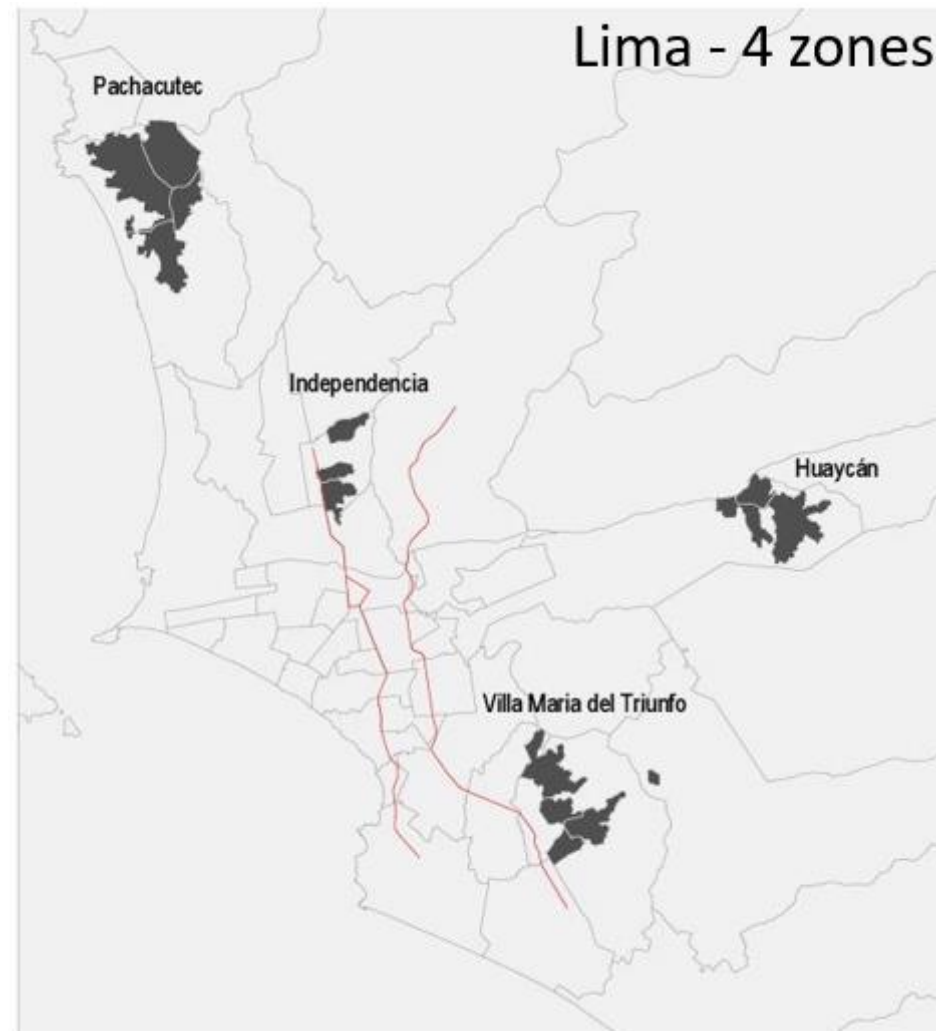 Lima - 4 zones
Pachacutec
Independencia
Huaycán
Villa Maria del Triunfo